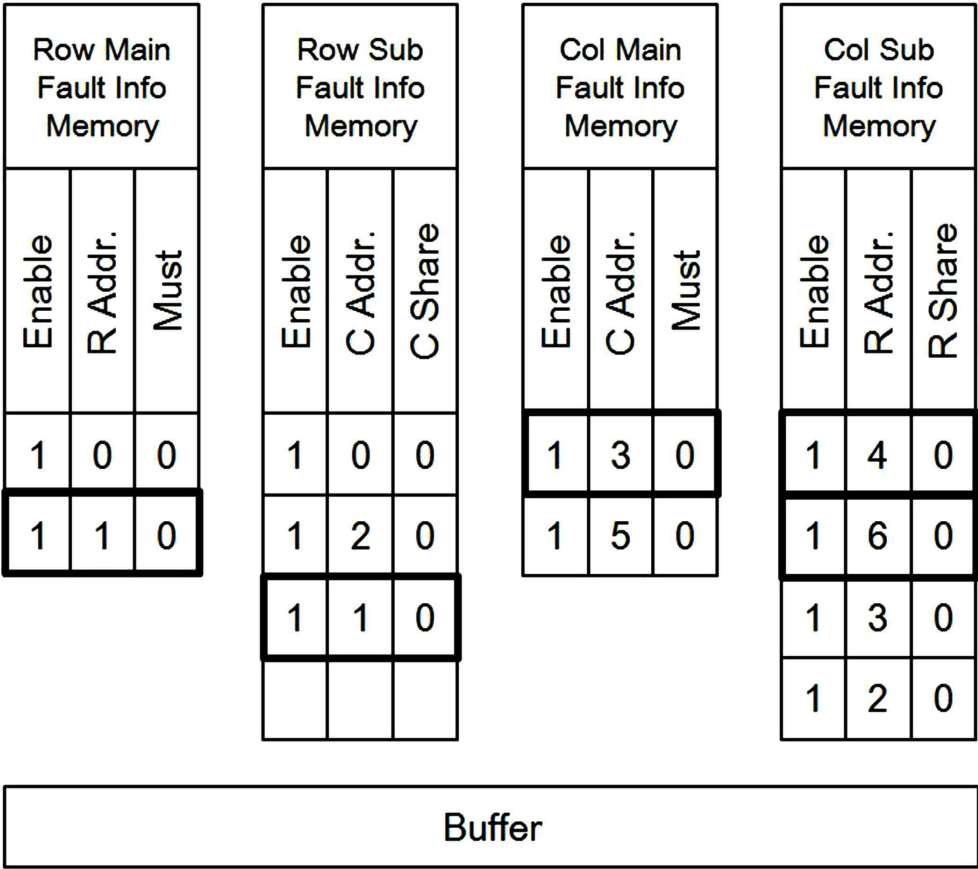 Row Main
Fault Info
Memory
Enable
R Addr.
Must
1 0 0
1 1 0
Row Sub
Fault Info
Memory
Enable
C Addr.
C Share
1 0 0
1 2 0
1 1 0
Col Main
Fault Info
Memory
Enable
C Addr.
Must
1 3 0
1 5 0
Col Sub
Fault Info
Memory
Enable
R Addr.
R Share
1 4 0
1 6 0
1 3 0
1 2 0
Buffer